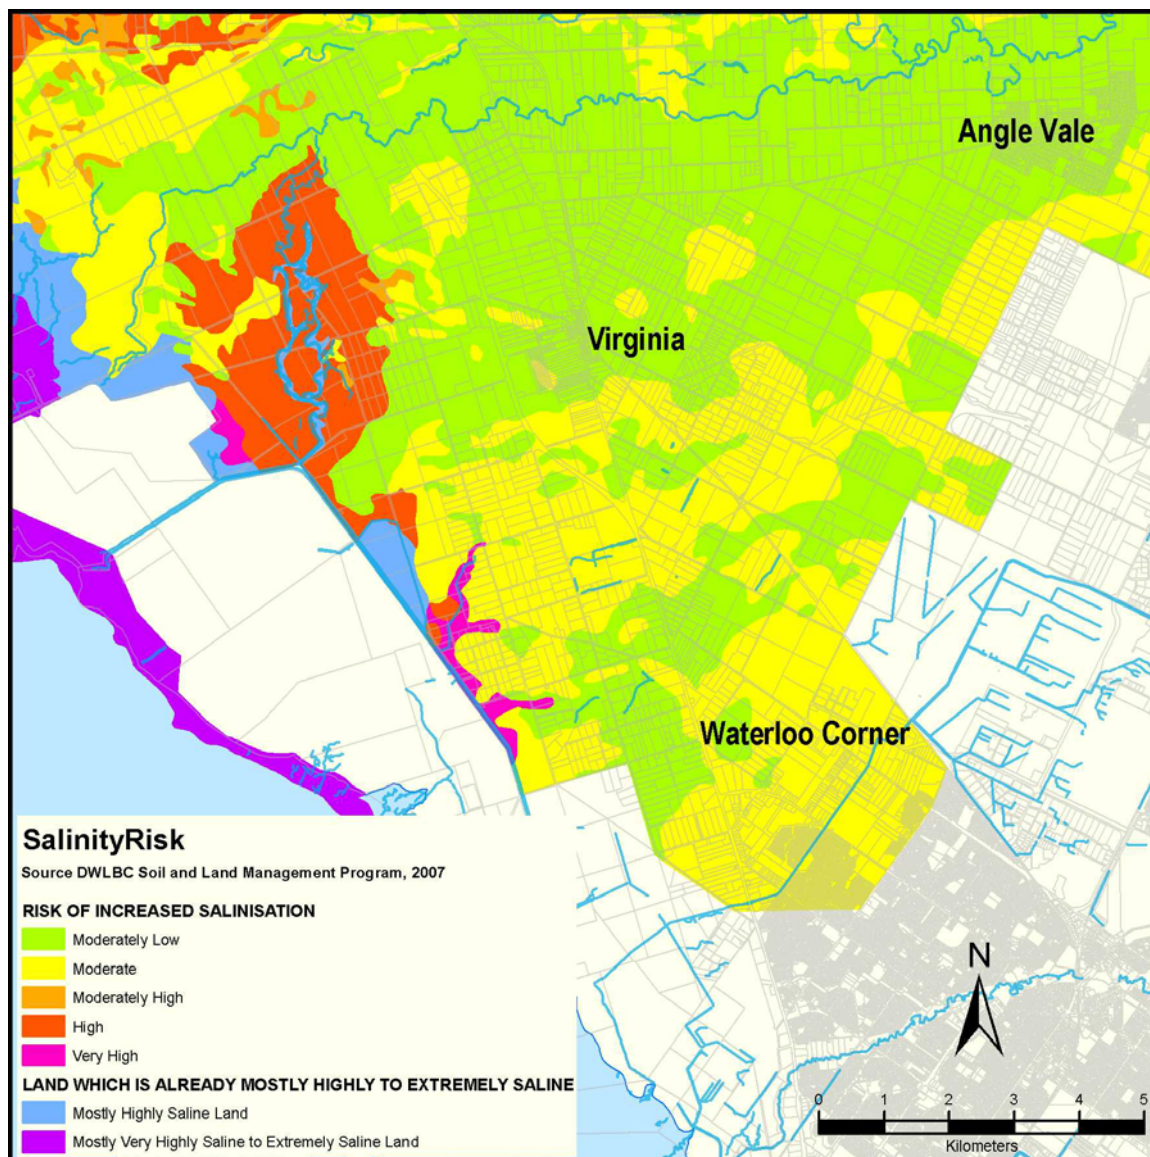 Angle Vale
Virginia
Waterloo Corner
SalinityRisk
Source DWLBC Soil and Land Management Program, 2007
RISK OF INCREASED SALINISATION
Moderately Low
Moderate
Moderately High
High
Very High
LAND WHICH IS ALREADY MOSTLY HIGHLY TO EXTREMELY SALINE
Mostly Highly Saline Land
Mostly Very Highly Saline to Extremely Saline Land
N
0 1 2 3 4 5
Kilometers